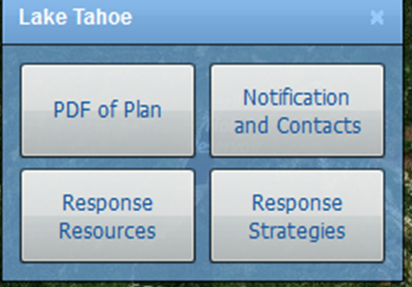 Lake Tahoe
PDF of Plan
Notification
and Contacts
Response
Resources
Response
Strategies